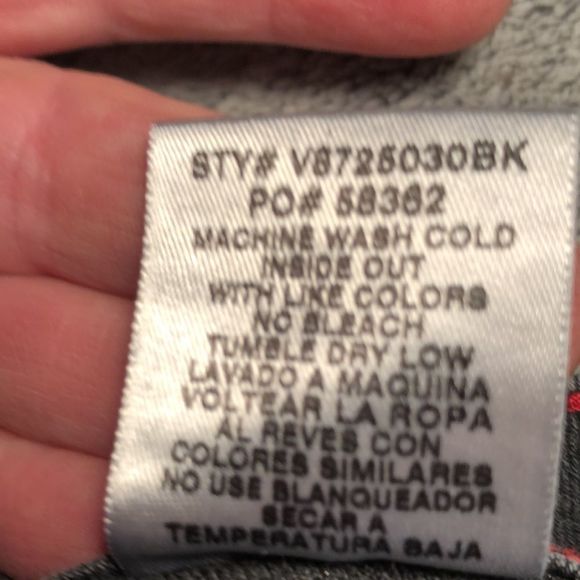 STY# V8725030BK
PO# 58362
MACHINE WASH COLD
INSIDE OUT
WITH LIKE COLORS
NO BLEACH
TUMBLE DRY LOW
LAVADO A MAQUINA
VOLTEAR LA ROPA
AL REVES CON
COLORES SIMILARES
NO USE BLANQUEADOR
SECAR A
TEMPERATURA BAJA